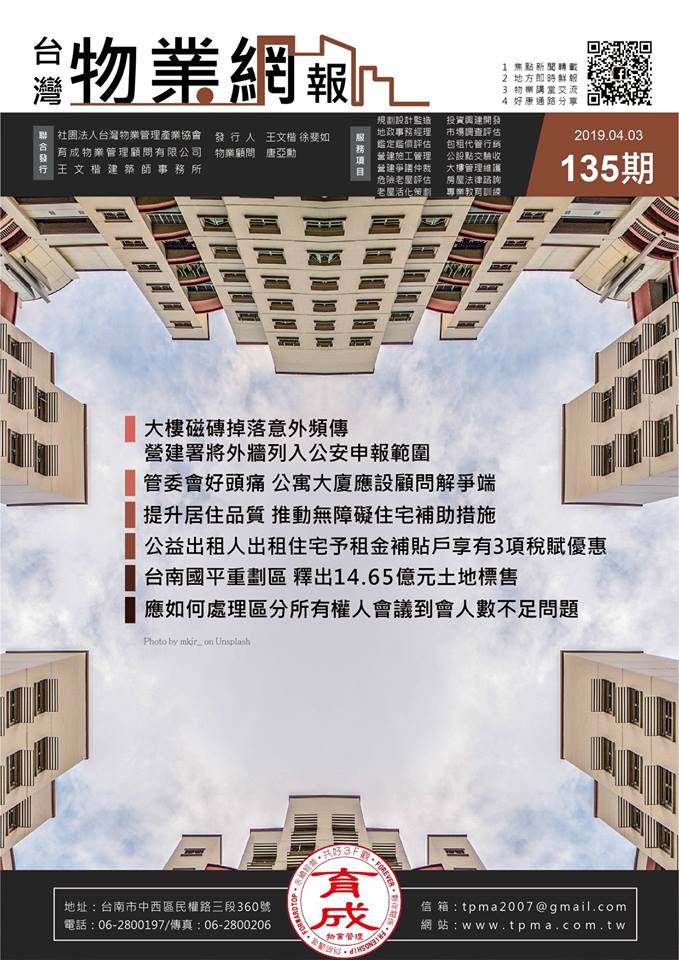 台灣物業網報
1 焦點新聞轉載
2 地方即時鮮報
3 物業講堂交流
4 好康通路分享
聯合發行
社團法人台灣物業管理產業協會
育成物業管理顧問有限公司
王文楷建築師事務所
發行人 王文楷 徐斐如
物業顧問 唐亞勳
服務項目
規劃設計監造 投資興建開發
地政事務經理 市場調查評估
鑑定鑑價評估 包租代管行銷
營建施工管理 公設點交驗收
營建爭議仲裁 大樓管理維護
危險老屋評估 房屋法律諮詢
老屋活化策劃 專業教育訓練
2019.04.03
135期
大樓磁磚掉落意外頻傳
營建署將外牆列入公安申報範圍
管委會好頭痛 公寓大廈應設顧問解爭端
提升居住品質 推動無障礙住宅補助措施
公益出租人出租住宅予租金補貼戶享有3項稅賦優惠
台南國平重劃區 釋出14.65億元土地標售
應如何處理區分所有權人會議到會人數不足問題
Photo by mkjr_ on Unsplash
地址：台南市中西區民權路三段360號
電話：06-2800197/傳真：06-2800206
共好3F觀
FOREVER
FRIENDSHIP
FORWARDTOP
永續經營
育成
物業管理
信箱：tpma2007@gmail.com
網站：www.tpma.com.tw